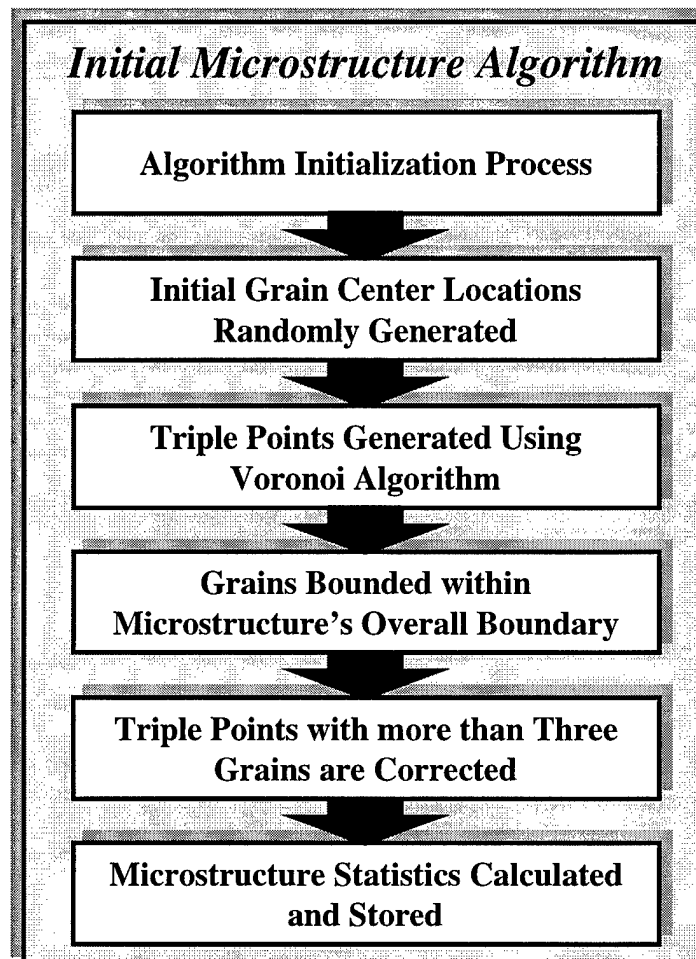 Initial Microstructure Algorithm
Algorithm Initialization Process
Initial Grain Center Locations
Randomly Generated
Triple Points Generated Using
Voronoi Algorithm
Grains Bounded within
Microstructure's Overall Boundary
Triple Points with more than Three
Grains are Corrected
Microstructure Statistics Calculated
and Stored